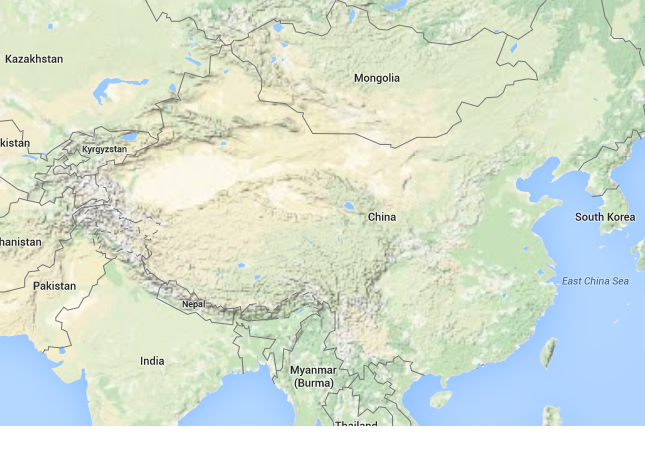 Kazakhstan
Mongolia
kistan
Kyrgyzstan
China
South Korea
hanistan
East China Sea
Pakistan
Nepal
India
Myanmar
(Burma)
Thailand